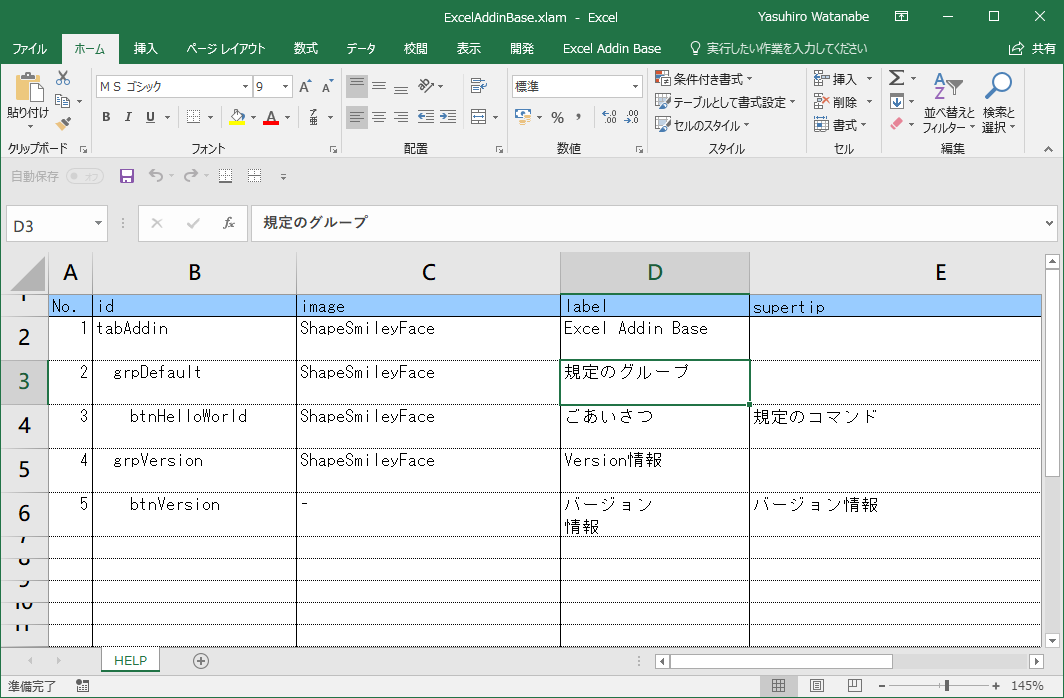 ExcelAddinBase.xlam - Excel
Yasuhiro Watanabe
ファイル ホーム 挿入 ページ レイアウト 数式 データ 校閲 表示 開発 Excel Addin Base 実行したい作業を入力してください 共有
貼り付け
クリップボード
ＭＳ ゴシック 9 A A
B I U A 亜
フォント
配置
標準
% ,
数値
条件付き書式
テーブルとして書式設定
セルのスタイル
スタイル
挿入
削除
書式
セル
並べ替えと
フィルター
検索と
選択
編集
自動保存 オフ
D3
fx 規定のグループ
A B C D E
1 No. id image label supertip
2 1 tabAddin ShapeSmileyFace Excel Addin Base
3 2 grpDefault ShapeSmileyFace 規定のグループ
4 3 btnHelloWorld ShapeSmileyFace ごあいさつ 規定のコマンド
5 4 grpVersion ShapeSmileyFace Version情報
6 5 btnVersion - バージョン バージョン情報
情報
7
8
9
10
11
HELP
準備完了
145%